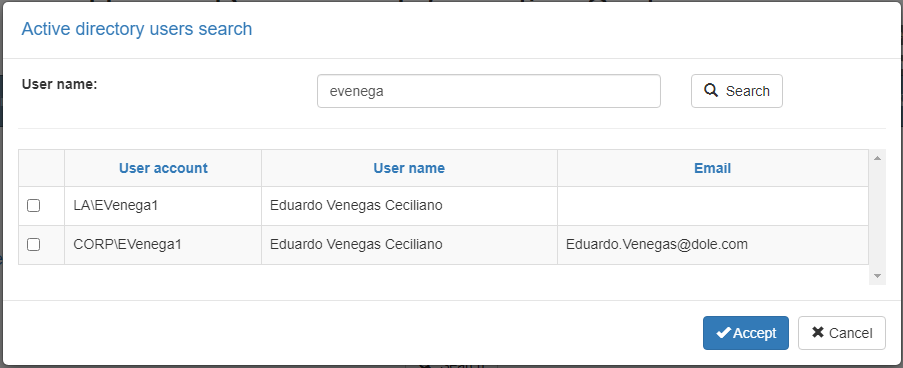 Active directory users search
User name:
evenega
Search
User account User name Email
LA\EVenega1 Eduardo Venegas Ceciliano
CORP\EVenega1 Eduardo Venegas Ceciliano Eduardo.Venegas@dole.com
Accept Cancel